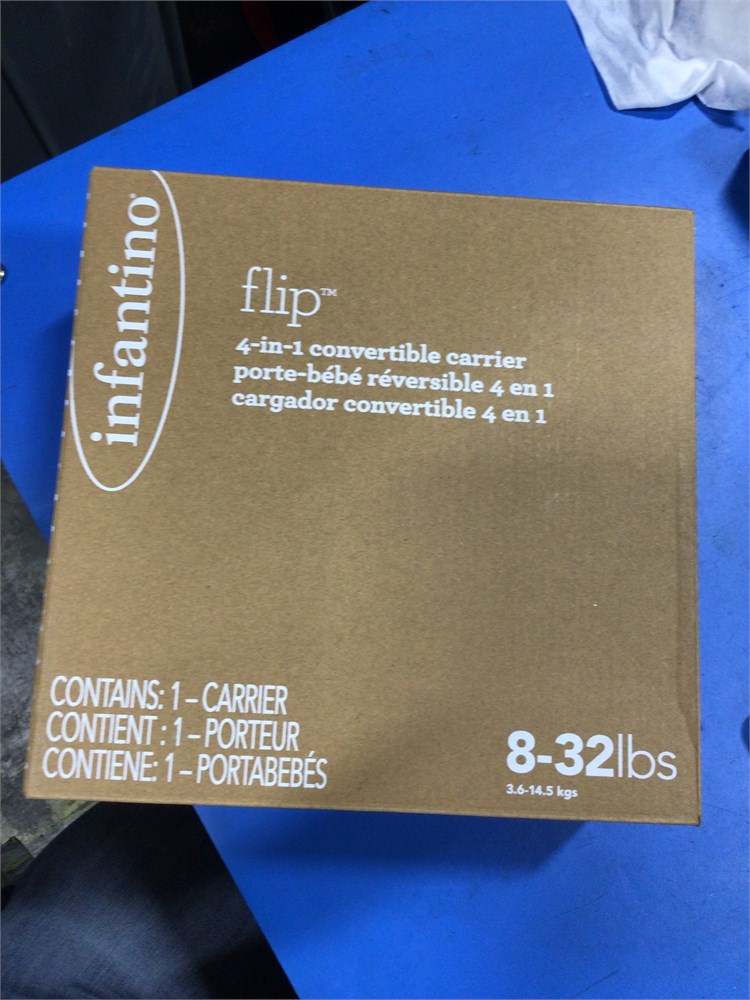 infantino
flip™
4-in-1 convertible carrier
porte-bébé réversible 4 en 1
cargador convertible 4 en 1
CONTAINS: 1 – CARRIER
CONTIENT : 1 – PORTEUR
CONTIENE: 1 – PORTABEBÉS
8-32lbs
3.6-14.5 kgs